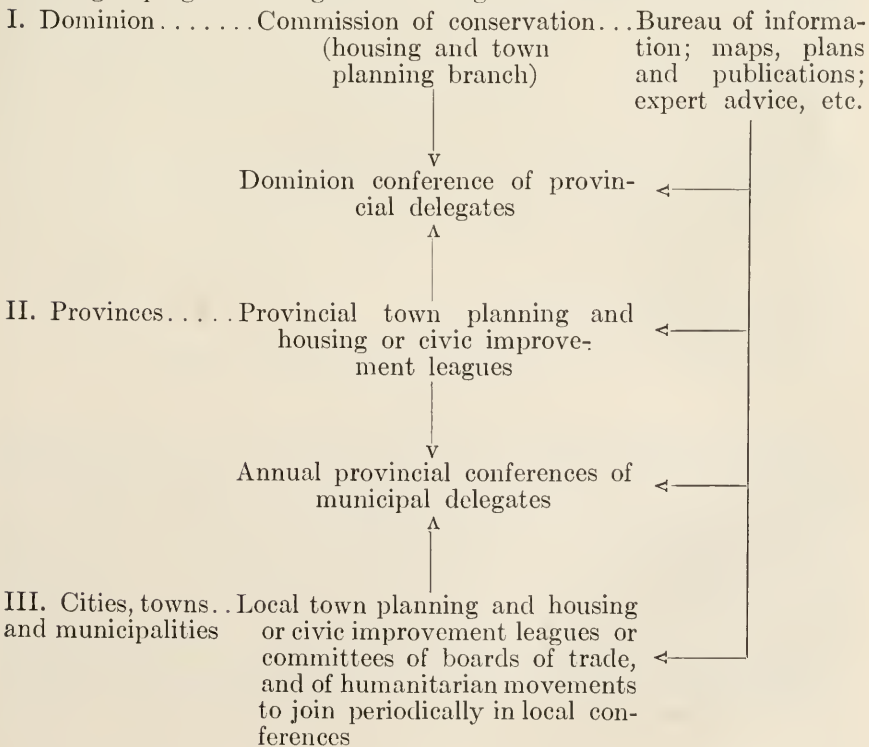 I. Dominion.......Commission of conservation...Bureau of informa-
(housing and town tion; maps, plans
planning branch) and publications;
expert advice, etc.
Dominion conference of provin-
cial delegates
II. Provinces.....Provincial town planning and
housing or civic improve-
ment leagues
Annual provincial conferences of
municipal delegates
III. Cities, towns..Local town planning and housing
and municipalities or civic improvement leagues or
committees of boards of trade,
and of humanitarian movements
to join periodically in local con-
ferences